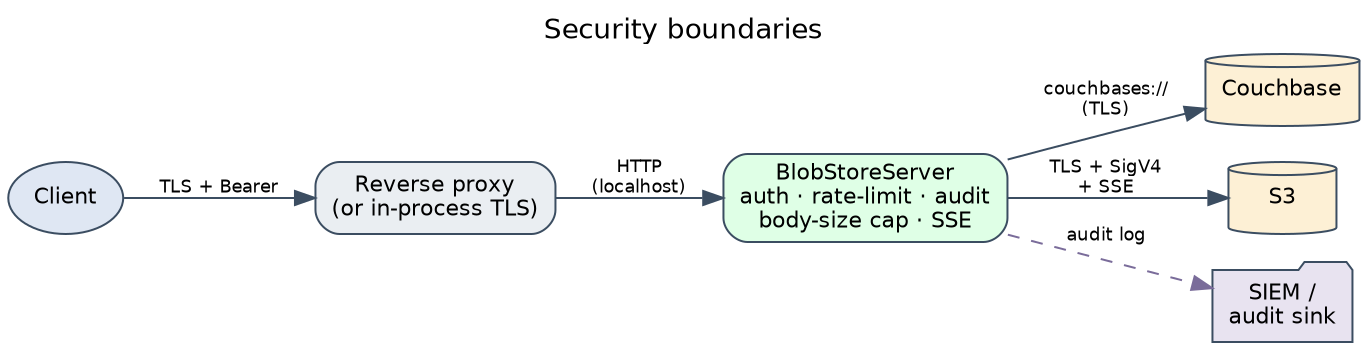 Security boundaries
Client
TLS + Bearer
Reverse proxy
(or in-process TLS)
HTTP
(localhost)
BlobStoreServer
auth · rate-limit · audit
body-size cap · SSE
couchbases://
(TLS)
Couchbase
TLS + SigV4
+ SSE
S3
audit log
SIEM /
audit sink